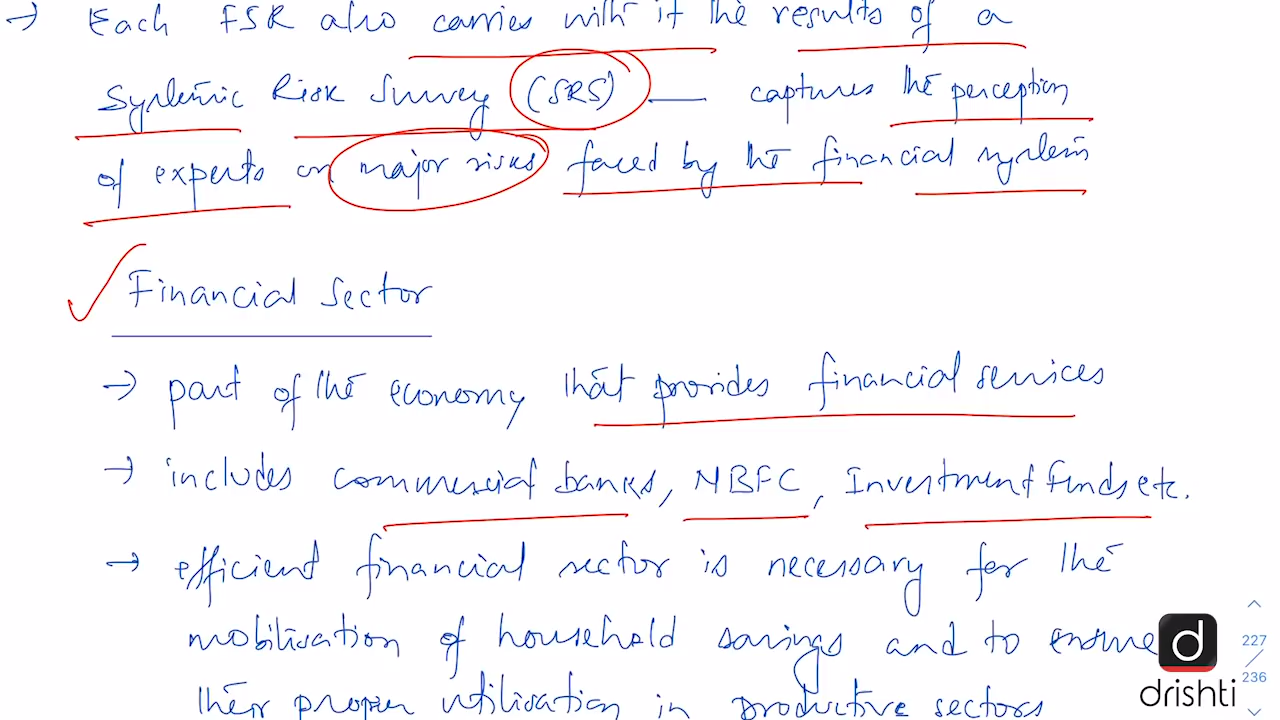 → Each FSR also carries with it the results of a
Systemic Risk Survey (SRS) — captures the perception
of experts on major risks faced by the financial system
Financial Sector
→ part of the economy that provides financial services
→ includes commercial banks, NBFC, Investment Funds etc.
→ efficient financial sector is necessary for the
mobilisation of household savings and to ensure
their proper utilisation in productive sectors
227
236
d
drishti